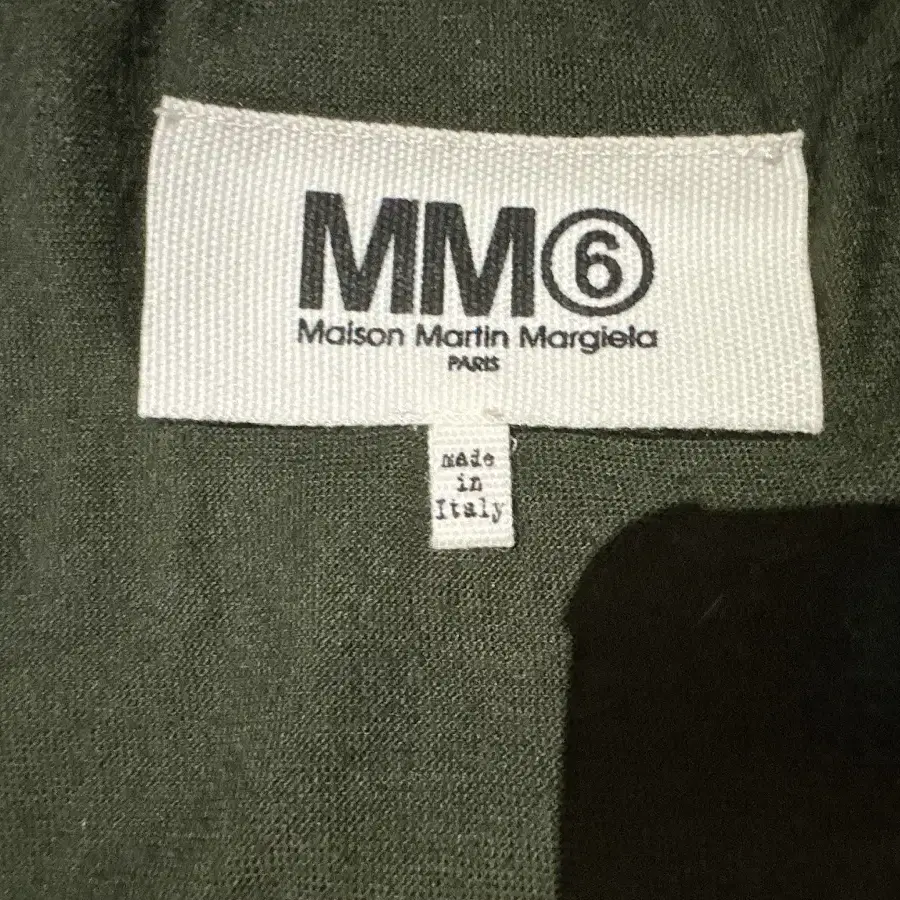 MM⑥
Maison Martin Margiela
PARIS
made
in
Italy